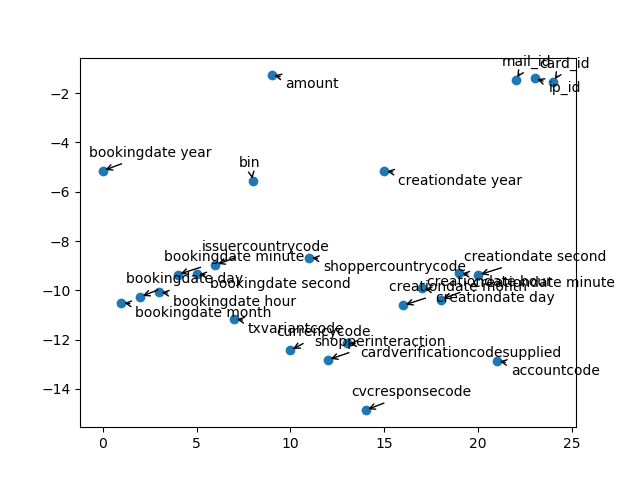 mail_id
card_id
ip_id
amount
−2
−4
bookingdate year
bin
creationdate year
−6
issuercountrycode
bookingdate minute
creationdate second
−8
shoppercountrycode
bookingdate day
bookingdate second
creationdate hour
creationdate minute
creationdate month
−10
bookingdate hour
creationdate day
bookingdate month
txvariantcode
currencycode
shopperinteraction
−12
cardverificationcodesupplied
accountcode
cvcresponsecode
−14
0
5
10
15
20
25